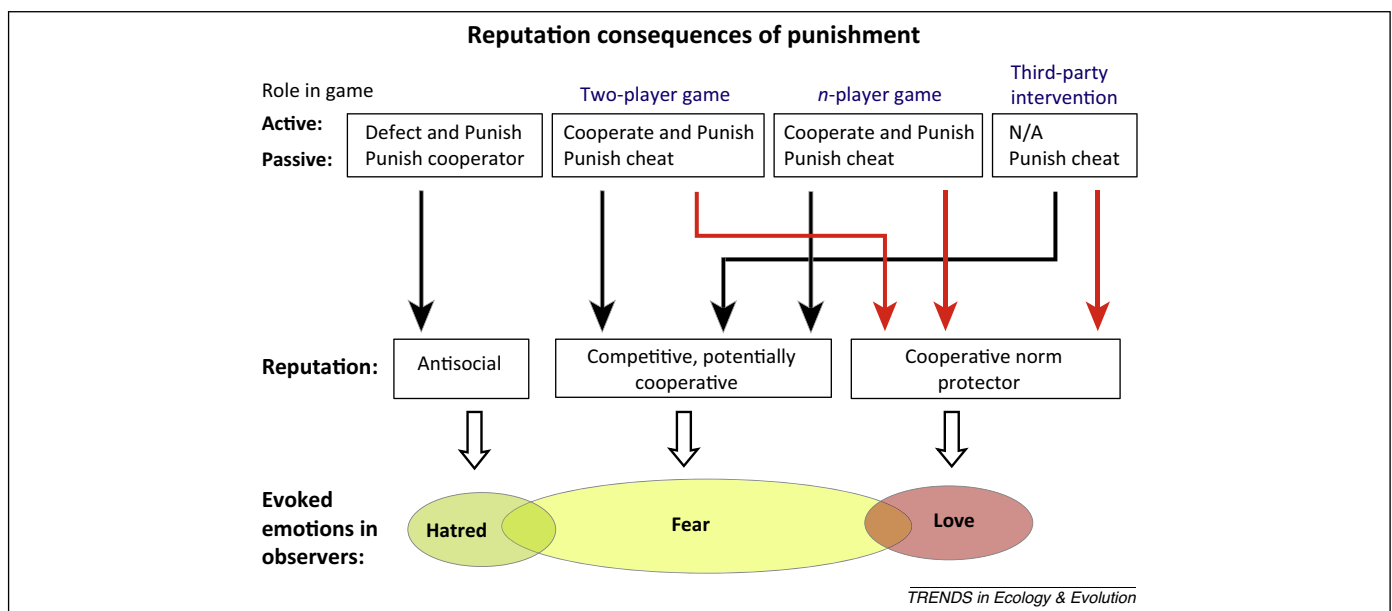 Reputation consequences of punishment
Role in game
Two-player game
n-player game
Third-party
intervention
Active:
Passive:
Defect and Punish
Punish cooperator
Cooperate and Punish
Punish cheat
Cooperate and Punish
Punish cheat
N/A
Punish cheat
Reputation:
Antisocial
Competitive, potentially
cooperative
Cooperative norm
protector
Evoked
emotions in
observers:
Hatred
Fear
Love
TRENDS in Ecology & Evolution